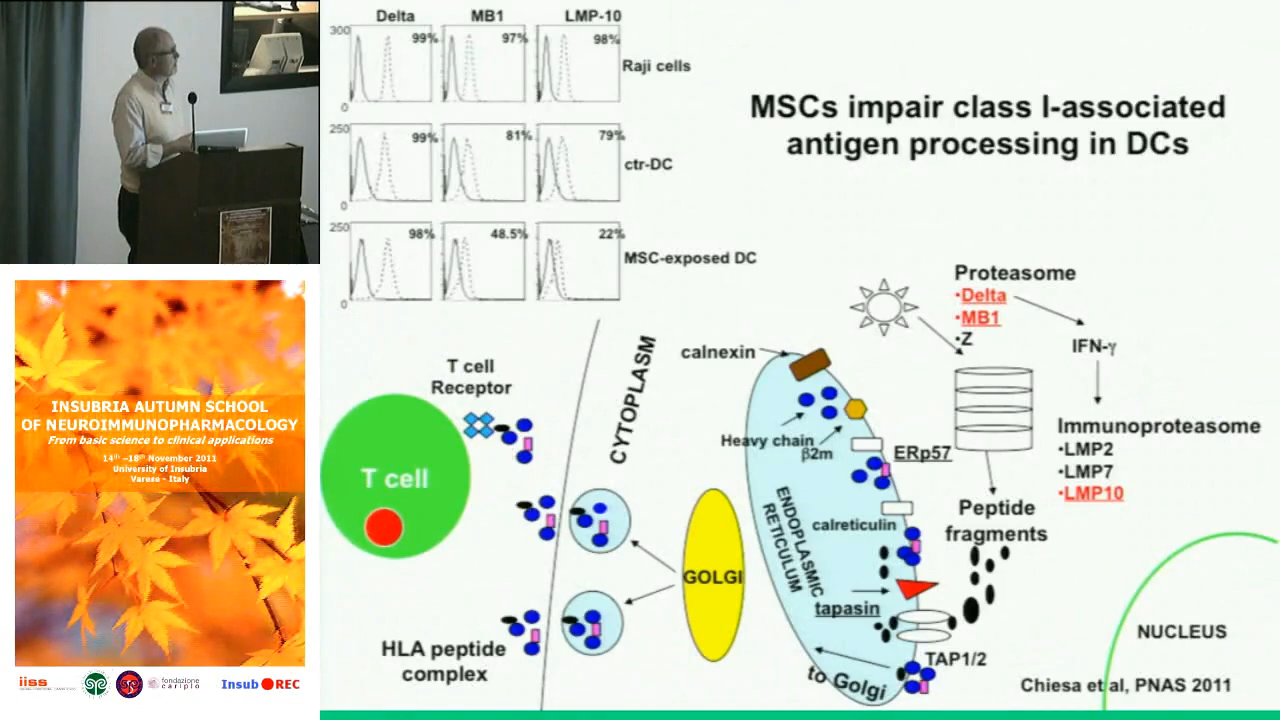 Delta MB1 LMP-10
300 99% 97% 98%
Raji cells
0
250 99% 81% 79%
ctr-DC
0
250 98% 48.5% 22%
MSC-exposed DC
0
MSCs impair class I-associated
antigen processing in DCs
Proteasome
•Delta
•MB1
•Z
IFN-γ
Immunoproteasome
•LMP2
•LMP7
•LMP10
Peptide
fragments
T cell
Receptor
T cell
CYTOPLASM
HLA peptide
complex
GOLGI
calnexin
Heavy chain
β2m
ERp57
ENDOPLASMIC
RETICULUM
calreticulin
tapasin
TAP1/2
to Golgi
NUCLEUS
Chiesa et al, PNAS 2011
INSUBRIA AUTUMN SCHOOL
OF NEUROIMMUNOPHARMACOLOGY
From basic science to clinical applications
14th -18th November 2011
University of Insubria
Varese - Italy
iiss
fondazione
cariplo
Insub REC